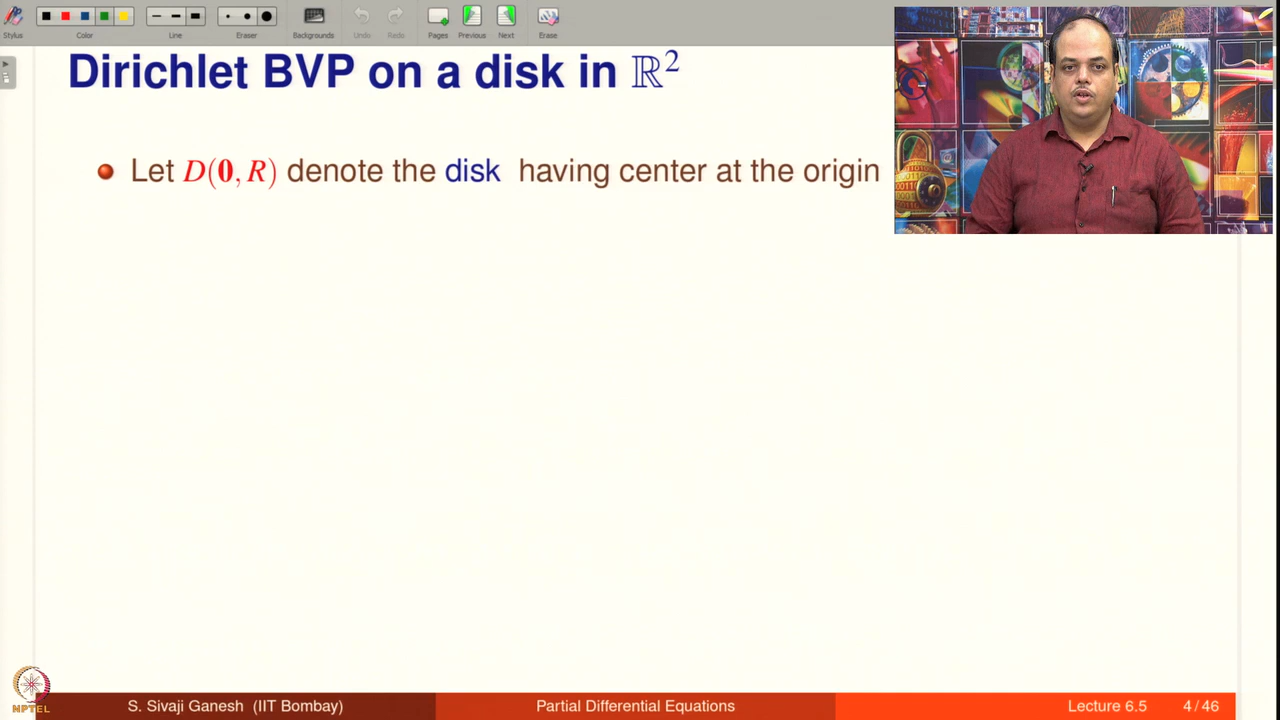 Stylus
Color
Line
Eraser
Backgrounds
Undo
Redo
Pages
Previous
Next
Erase
Dirichlet BVP on a disk in ℝ²
Let D(0, R) denote the disk having center at the origin
NPTEL
S. Sivaji Ganesh (IIT Bombay)
Partial Differential Equations
Lecture 6.5
4 / 46